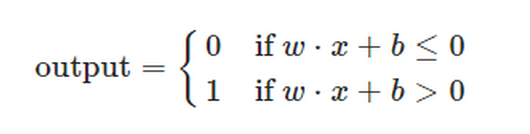 output = { 0 if w · x + b ≤ 0
1 if w · x + b > 0